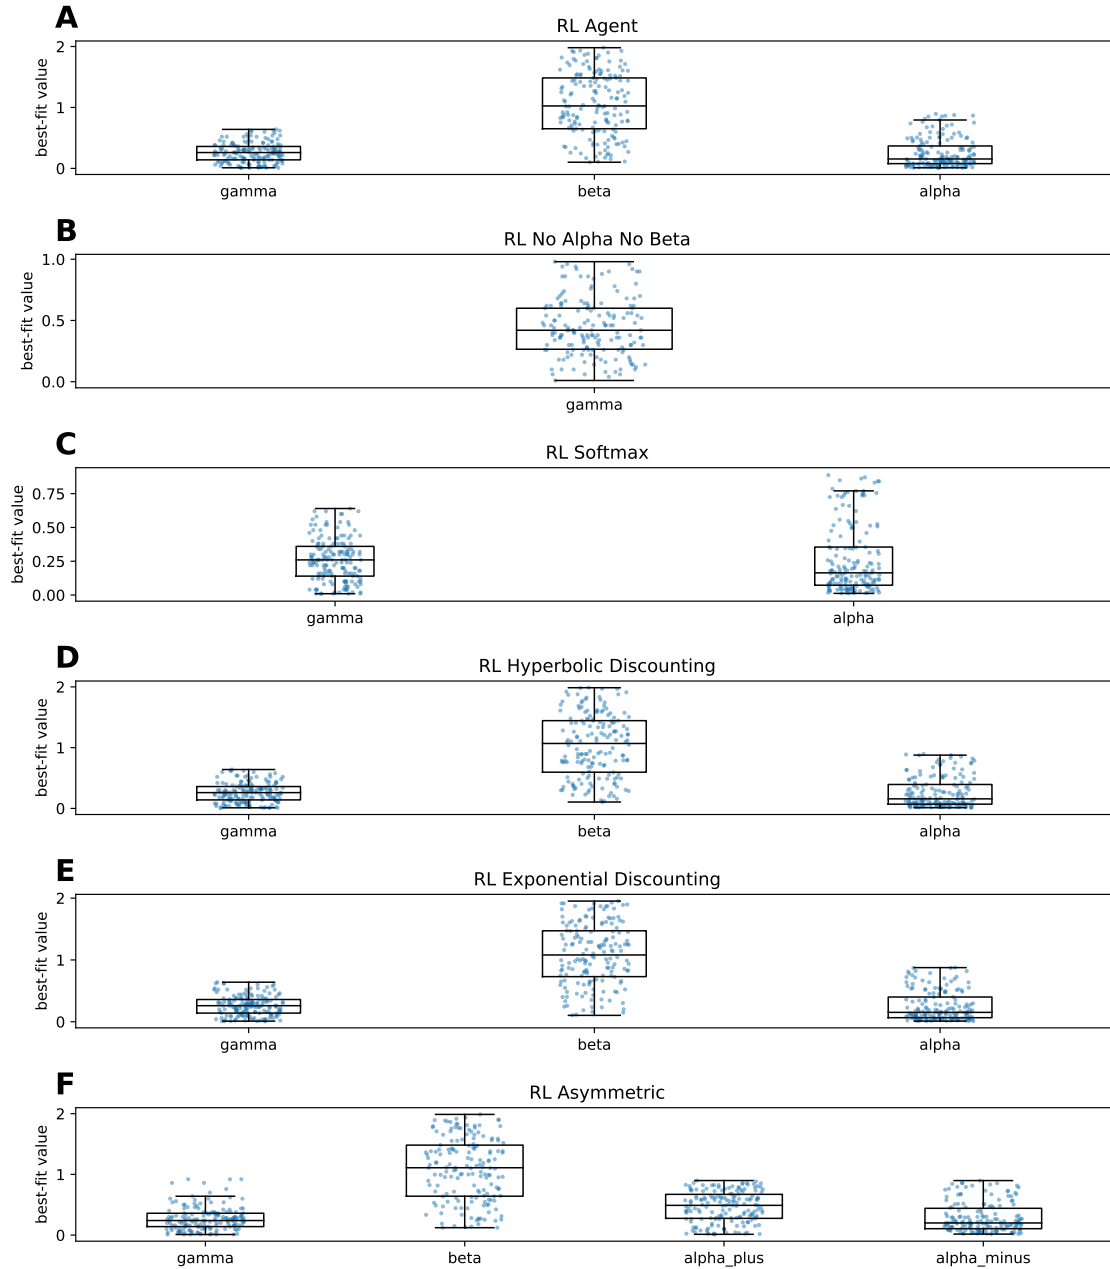 A
RL Agent
best-fit value
2
1
0
gamma
beta
alpha
B
RL No Alpha No Beta
best-fit value
1.0
0.5
0.0
gamma
C
RL Softmax
best-fit value
0.75
0.50
0.25
0.00
gamma
alpha
D
RL Hyperbolic Discounting
best-fit value
2
1
0
gamma
beta
alpha
E
RL Exponential Discounting
best-fit value
2
1
0
gamma
beta
alpha
F
RL Asymmetric
best-fit value
2
1
0
gamma
beta
alpha_plus
alpha_minus